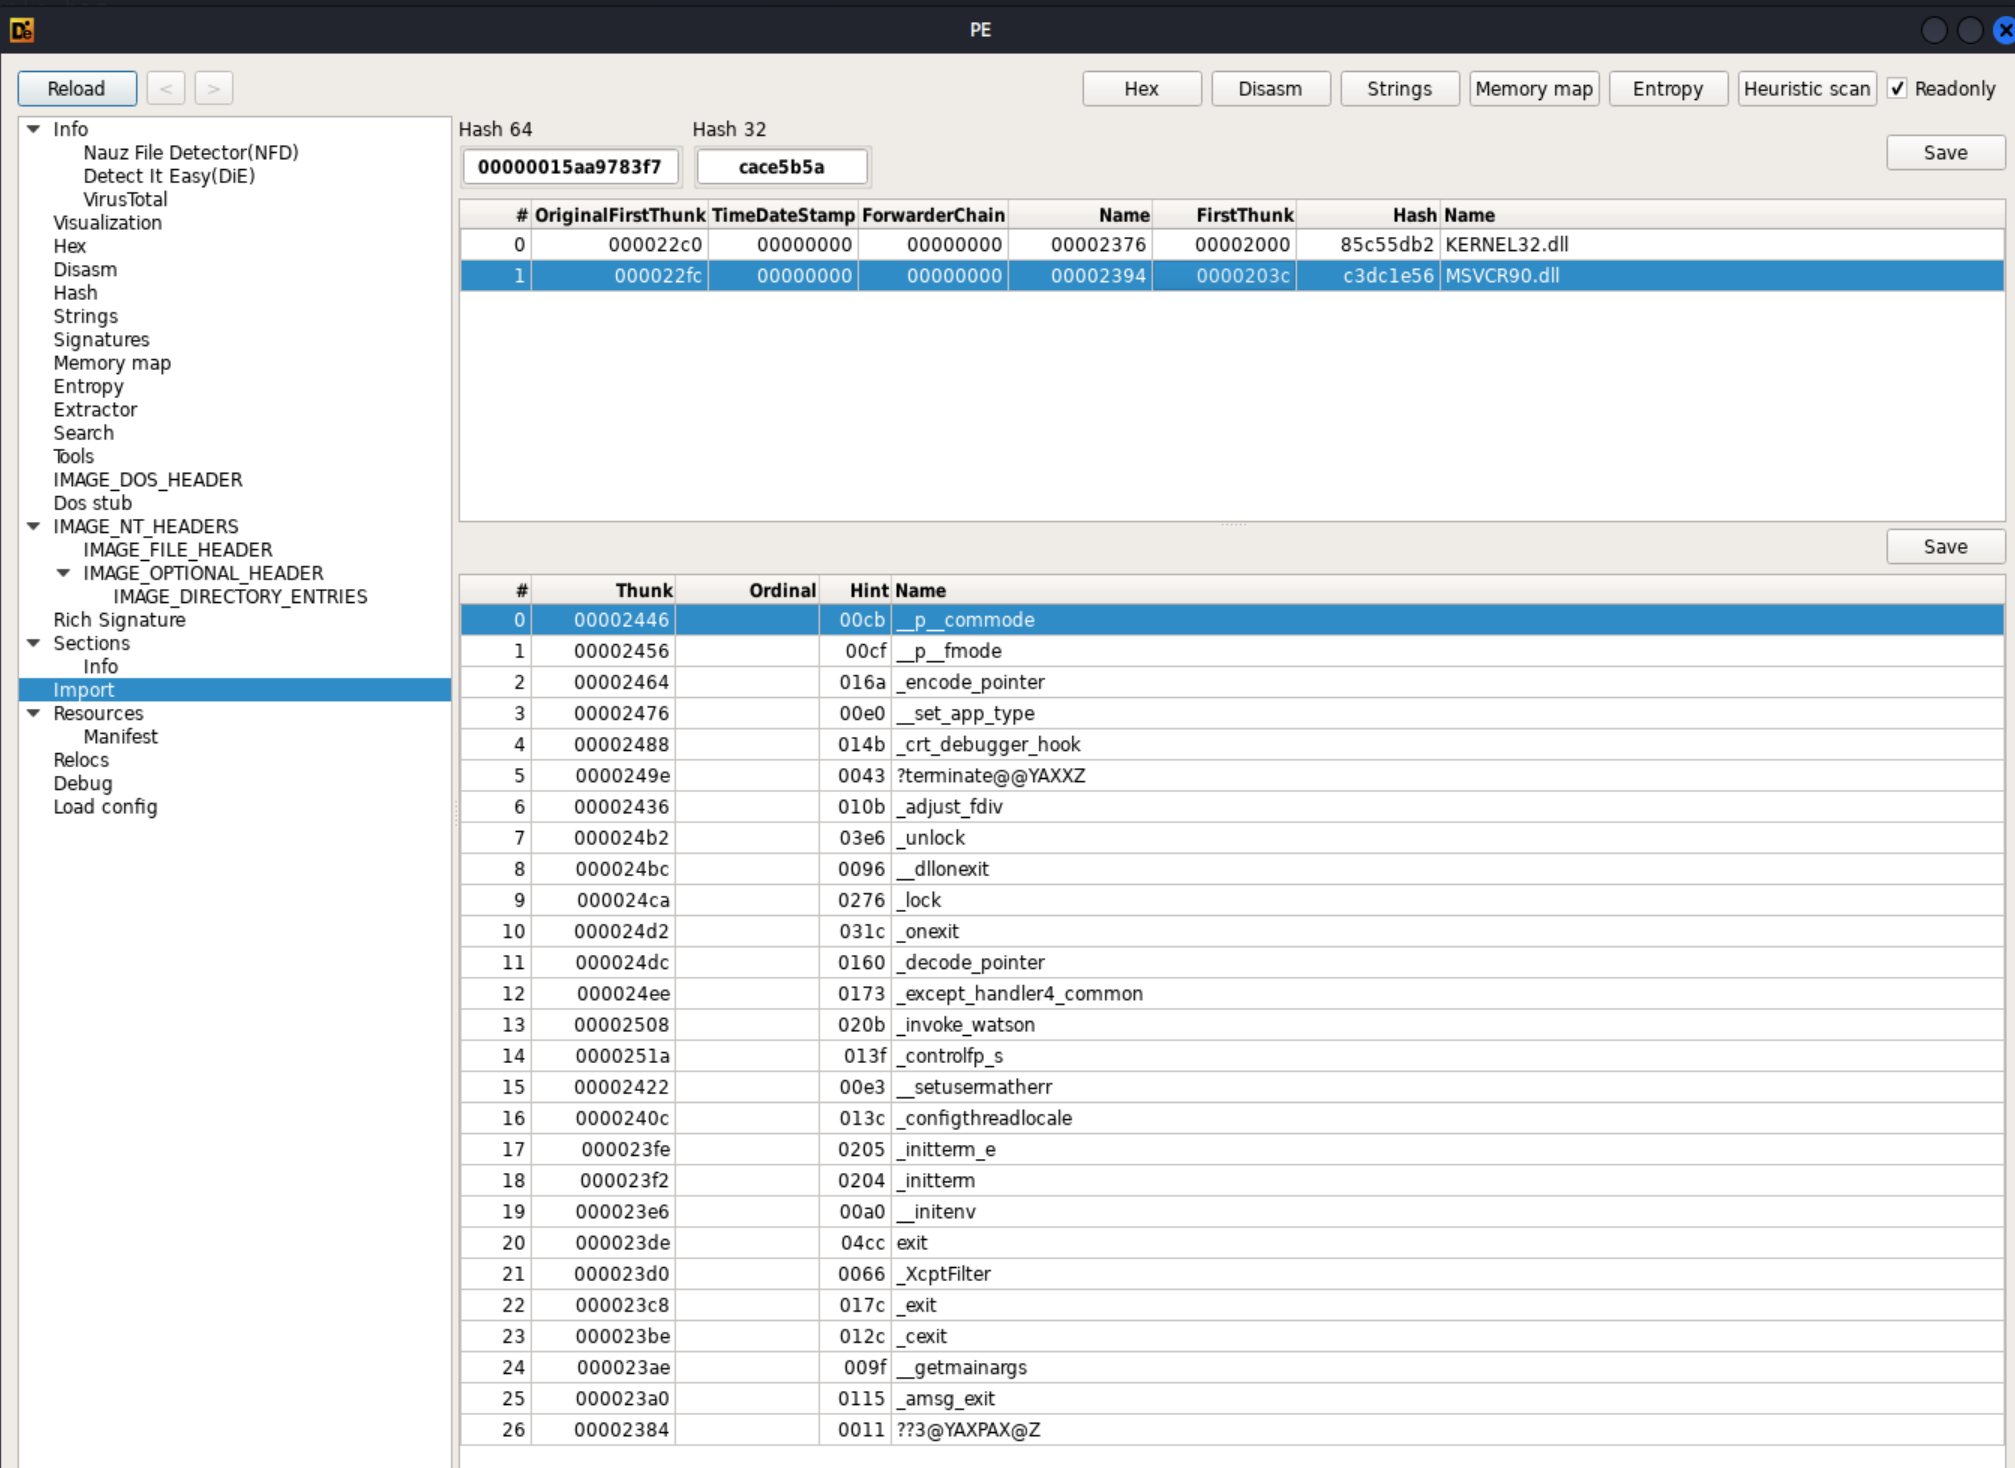 PE
Reload < > Hex Disasm Strings Memory map Entropy Heuristic scan Readonly
Info
Nauz File Detector(NFD)
Detect It Easy(DiE)
VirusTotal
Visualization
Hex
Disasm
Hash
Strings
Signatures
Memory map
Entropy
Extractor
Search
Tools
IMAGE_DOS_HEADER
Dos stub
IMAGE_NT_HEADERS
IMAGE_FILE_HEADER
IMAGE_OPTIONAL_HEADER
IMAGE_DIRECTORY_ENTRIES
Rich Signature
Sections
Info
Import
Resources
Manifest
Relocs
Debug
Load config
Hash 64 Hash 32
00000015aa9783f7 cace5b5a
Save
# OriginalFirstThunk TimeDateStamp ForwarderChain Name FirstThunk Hash Name
0 000022c0 00000000 00000000 00002376 00002000 85c55db2 KERNEL32.dll
1 000022fc 00000000 00000000 00002394 0000203c c3dc1e56 MSVCR90.dll
Save
# Thunk Ordinal Hint Name
0 00002446 00cb __p__commode
1 00002456 00cf __p__fmode
2 00002464 016a _encode_pointer
3 00002476 00e0 __set_app_type
4 00002488 014b _crt_debugger_hook
5 0000249e 0043 ?terminate@@YAXXZ
6 00002436 010b _adjust_fdiv
7 000024b2 03e6 _unlock
8 000024bc 0096 __dllonexit
9 000024ca 0276 _lock
10 000024d2 031c _onexit
11 000024dc 0160 _decode_pointer
12 000024ee 0173 _except_handler4_common
13 00002508 020b _invoke_watson
14 0000251a 013f _controlfp_s
15 00002422 00e3 __setusermatherr
16 0000240c 013c _configthreadlocale
17 000023fe 0205 _initterm_e
18 000023f2 0204 _initterm
19 000023e6 00a0 __initenv
20 000023de 04cc exit
21 000023d0 0066 _XcptFilter
22 000023c8 017c _exit
23 000023be 012c _cexit
24 000023ae 009f __getmainargs
25 000023a0 0115 _amsg_exit
26 00002384 0011 ??3@YAXPAX@Z